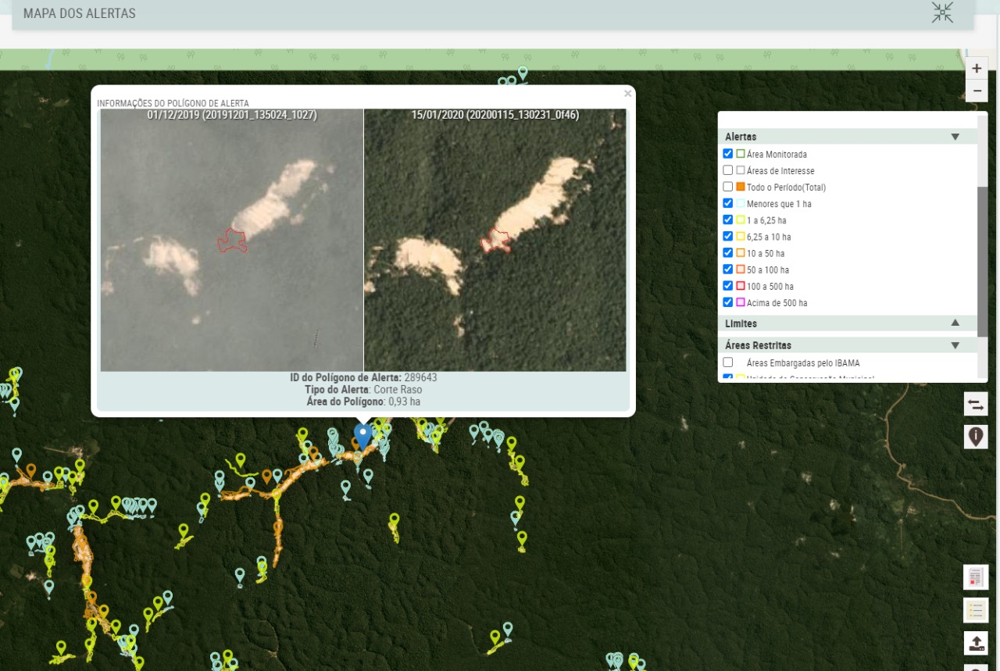 MAPA DOS ALERTAS
+
−
×
INFORMAÇÕES DO POLÍGONO DE ALERTA
01/12/2019 (20191201_135024_1027)
15/01/2020 (20200115_130231_0f46)
ID do Polígono de Alerta: 289643
Tipo do Alerta: Corte Raso
Área do Polígono: 0,93 ha
Alertas
Área Monitorada
Áreas de Interesse
Todo o Período(Total)
Menores que 1 ha
1 a 6,25 ha
6,25 a 10 ha
10 a 50 ha
50 a 100 ha
100 a 500 ha
Acima de 500 ha
Limites
Áreas Restritas
Áreas Embargadas pelo IBAMA